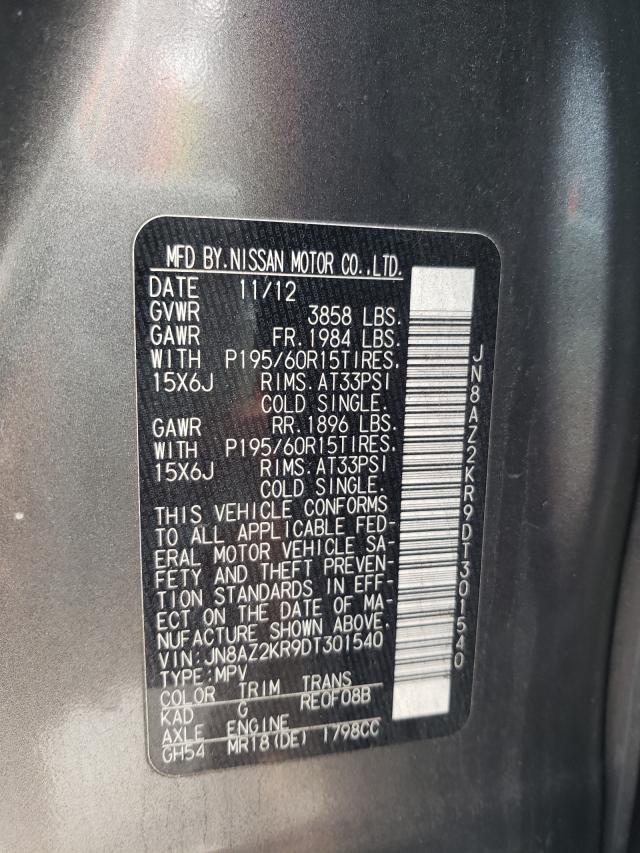 MFD BY.NISSAN MOTOR CO.,LTD.
DATE 11/12
GVWR 3858 LBS.
GAWR FR.1984 LBS.
WITH P195/60R15TIRES.
15X6J RIMS.AT33PSI
COLD SINGLE.
GAWR RR.1896 LBS.
WITH P195/60R15TIRES.
15X6J RIMS.AT33PSI
COLD SINGLE.
THIS VEHICLE CONFORMS
TO ALL APPLICABLE FED-
ERAL MOTOR VEHICLE SA-
FETY AND THEFT PREVEN-
TION STANDARDS IN EFF-
ECT ON THE DATE OF MA-
NUFACTURE SHOWN ABOVE.
VIN:JN8AZ2KR9DT301540
TYPE:MPV
COLOR TRIM TRANS
KAD G RE0F08B
AXLE ENGINE
GH54 MR18(DE) 1798CC
JN8AZ2KR9DT301540